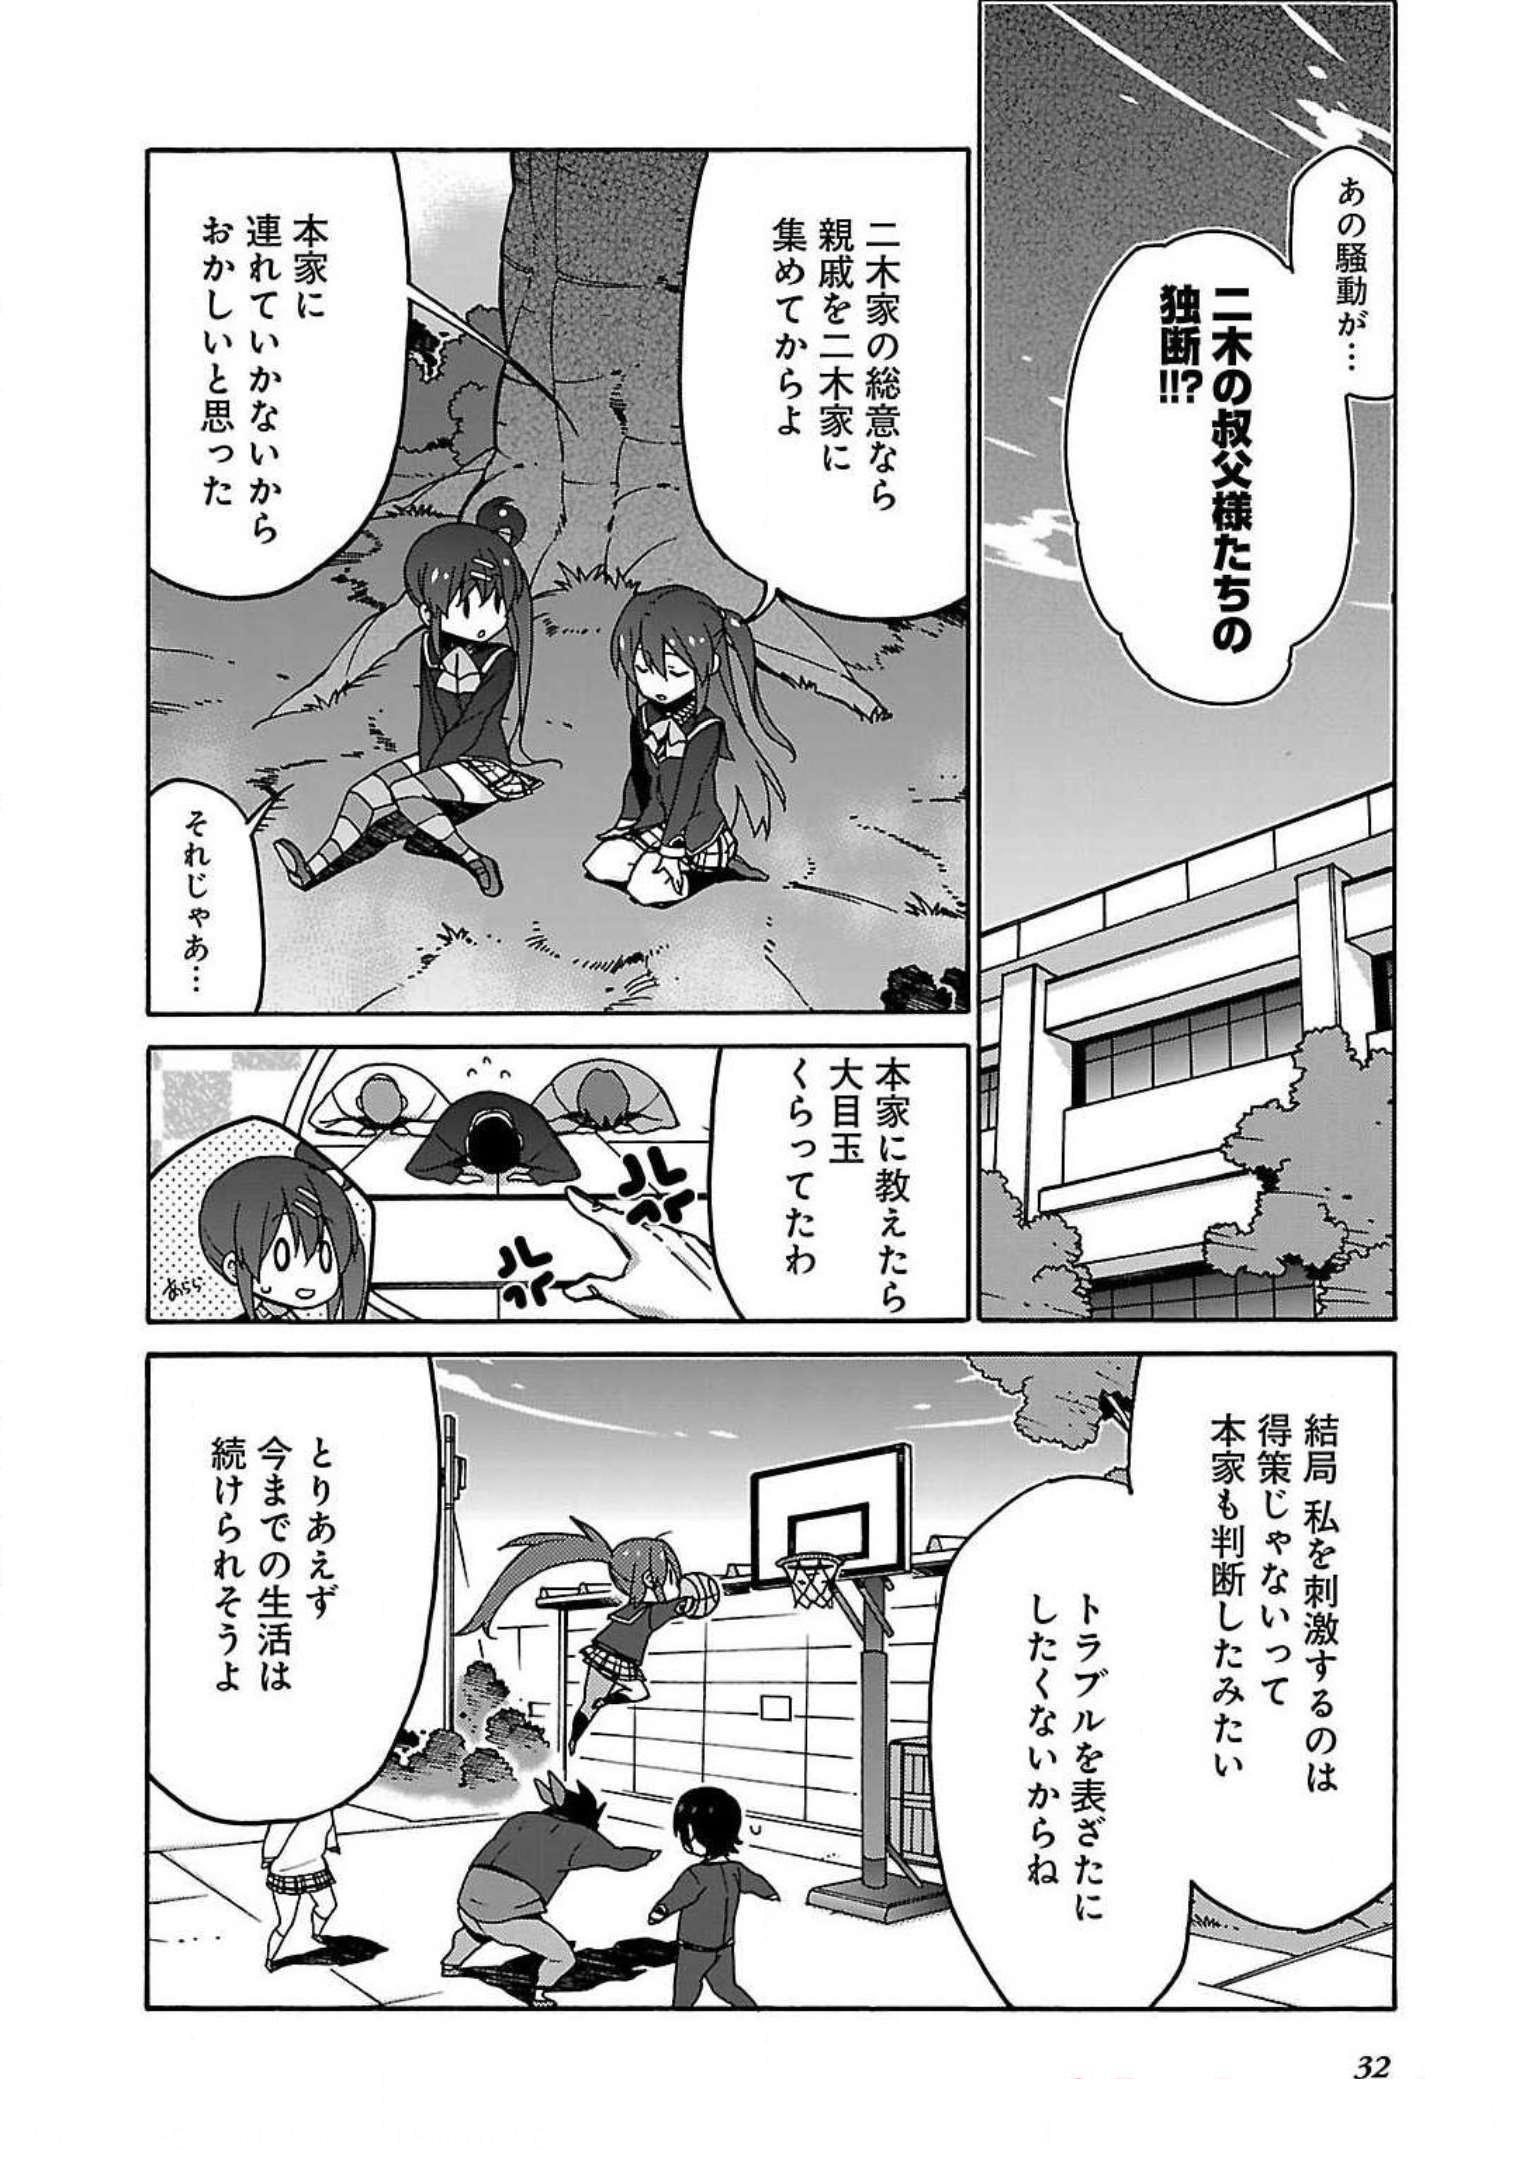 あの騒動が…
二木の叔父様たちの
独断!!?
二木家の総意なら
親戚を二木家に
集めてからよ
本家に
連れていかないから
おかしいと思った
それじゃあ…
本家に教えたら
大目玉
くらってたわ
あらら
結局 私を刺激するのは
得策じゃないって
本家も判断したみたい
トラブルを表ざたに
したくないからね
とりあえず
今までの生活は
続けられそうよ
32